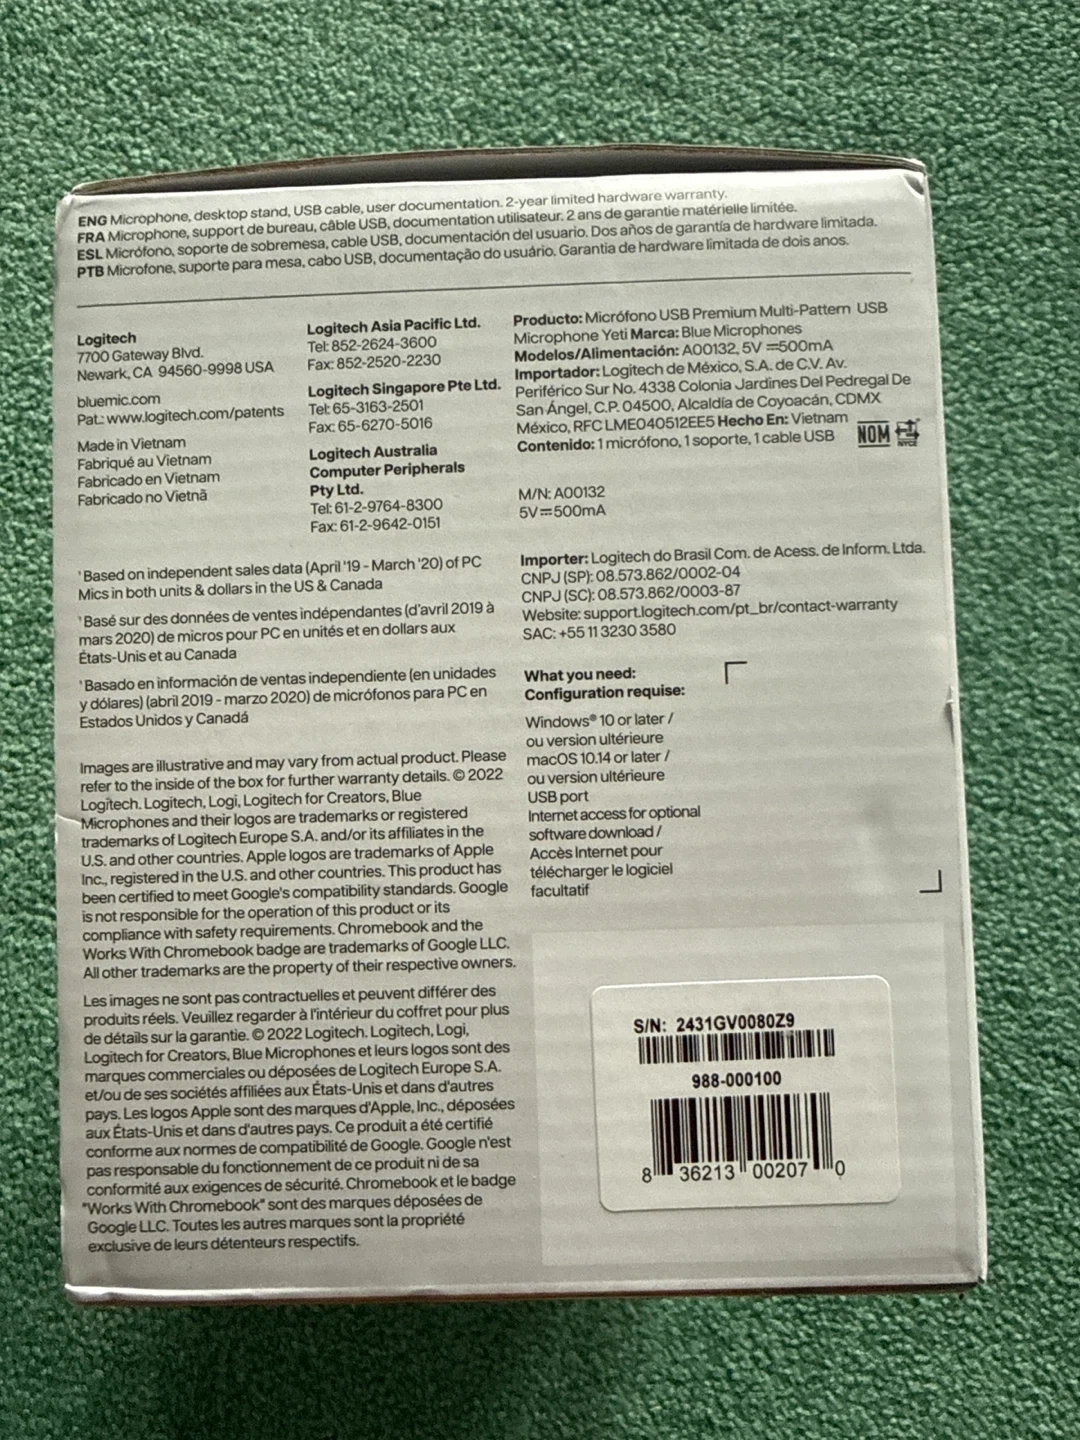 ENG Microphone, desktop stand, USB cable, user documentation. 2-year limited hardware warranty.
FRA Microphone, support de bureau, câble USB, documentation utilisateur. 2 ans de garantie matérielle limitée.
ESL Micrófono, soporte de sobremesa, cable USB, documentación del usuario. Dos años de garantía de hardware limitada.
PTB Microfone, suporte para mesa, cabo USB, documentação do usuário. Garantia de hardware limitada de dois anos.
Logitech
7700 Gateway Blvd.
Newark, CA 94560-9998 USA
bluemic.com
Pat.: www.logitech.com/patents
Made in Vietnam
Fabriqué au Vietnam
Fabricado en Vietnam
Fabricado no Vietnã
Logitech Asia Pacific Ltd.
Tel: 852-2624-3600
Fax: 852-2520-2230
Logitech Singapore Pte Ltd.
Tel: 65-3163-2501
Fax: 65-6270-5016
Logitech Australia
Computer Peripherals
Pty Ltd.
Tel: 61-2-9764-8300
Fax: 61-2-9642-0151
Producto: Micrófono USB Premium Multi-Pattern USB
Microphone Yeti Marca: Blue Microphones
Modelos/Alimentación: A00132, 5V ⎓500mA
Importador: Logitech de México, S.A. de C.V. Av.
Periférico Sur No. 4338 Colonia Jardines Del Pedregal De
San Ángel, C.P. 04500, Alcaldía de Coyoacán, CDMX
México, RFC LME040512EE5 Hecho En: Vietnam
Contenido: 1 micrófono, 1 soporte, 1 cable USB
NOM
NYCE
M/N: A00132
5V⎓500mA
Importer: Logitech do Brasil Com. de Acess. de Inform. Ltda.
CNPJ (SP): 08.573.862/0002-04
CNPJ (SC): 08.573.862/0003-87
Website: support.logitech.com/pt_br/contact-warranty
SAC: +55 11 3230 3580
¹Based on independent sales data (April '19 - March '20) of PC
Mics in both units & dollars in the US & Canada
¹Basé sur des données de ventes indépendantes (d'avril 2019 à
mars 2020) de micros pour PC en unités et en dollars aux
États-Unis et au Canada
¹Basado en información de ventas independiente (en unidades
y dólares) (abril 2019 - marzo 2020) de micrófonos para PC en
Estados Unidos y Canadá
What you need:
Configuration requise:
Windows® 10 or later /
ou version ultérieure
macOS 10.14 or later /
ou version ultérieure
USB port
Internet access for optional
software download /
Accès Internet pour
télécharger le logiciel
facultatif
Images are illustrative and may vary from actual product. Please
refer to the inside of the box for further warranty details. © 2022
Logitech. Logitech, Logi, Logitech for Creators, Blue
Microphones and their logos are trademarks or registered
trademarks of Logitech Europe S.A. and/or its affiliates in the
U.S. and other countries. Apple logos are trademarks of Apple
Inc., registered in the U.S. and other countries. This product has
been certified to meet Google's compatibility standards. Google
is not responsible for the operation of this product or its
compliance with safety requirements. Chromebook and the
Works With Chromebook badge are trademarks of Google LLC.
All other trademarks are the property of their respective owners.
Les images ne sont pas contractuelles et peuvent différer des
produits réels. Veuillez regarder à l'intérieur du coffret pour plus
de détails sur la garantie. © 2022 Logitech. Logitech, Logi,
Logitech for Creators, Blue Microphones et leurs logos sont des
marques commerciales ou déposées de Logitech Europe S.A.
et/ou de ses sociétés affiliées aux États-Unis et dans d'autres
pays. Les logos Apple sont des marques d'Apple, Inc., déposées
aux États-Unis et dans d'autres pays. Ce produit a été certifié
conforme aux normes de compatibilité de Google. Google n'est
pas responsable du fonctionnement de ce produit ni de sa
conformité aux exigences de sécurité. Chromebook et le badge
"Works With Chromebook" sont des marques déposées de
Google LLC. Toutes les autres marques sont la propriété
exclusive de leurs détenteurs respectifs.
S/N: 2431GV0080Z9
988-000100
8 36213 00207 0